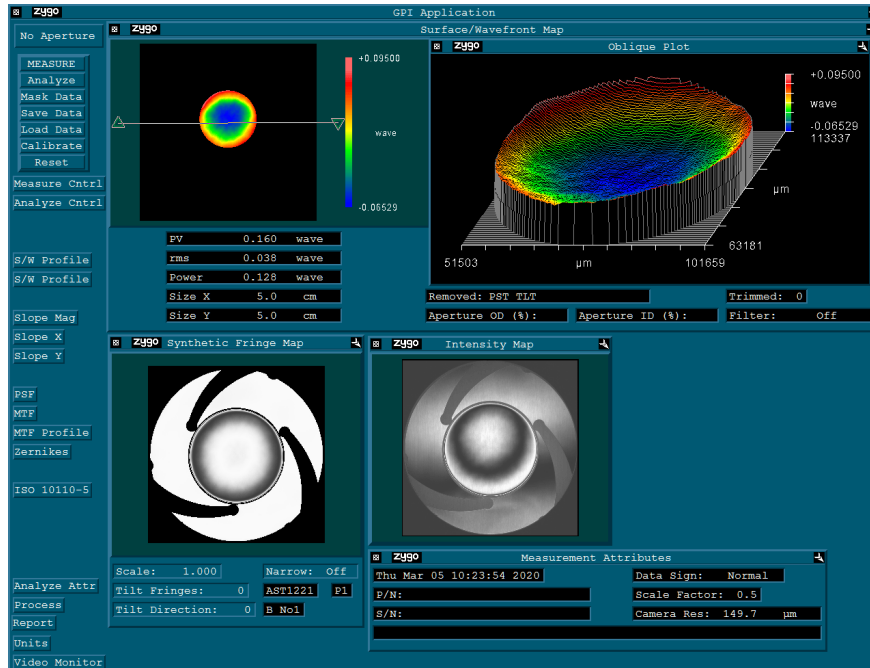 zygo GPI Application
No Aperture
MEASURE
Analyze
Mask Data
Save Data
Load Data
Calibrate
Reset
Measure Cntrl
Analyze Cntrl
S/W Profile
S/W Profile
Slope Mag
Slope X
Slope Y
PSF
MTF
MTF Profile
Zernikes
ISO 10110-5
Analyze Attr
Process
Report
Units
Video Monitor
zygo Surface/Wavefront Map
+0.09500
wave
-0.06529
PV 0.160 wave
rms 0.038 wave
Power 0.128 wave
Size X 5.0 cm
Size Y 5.0 cm
zygo Oblique Plot
+0.09500
wave
-0.06529
113337
µm
63181
51503 µm 101659
Removed: PST TLT Trimmed: 0
Aperture OD (%): Aperture ID (%): Filter: Off
zygo Synthetic Fringe Map
Scale: 1.000 Narrow: Off
Tilt Fringes: 0 AST1221 P1
Tilt Direction: 0 B No1
zygo Intensity Map
zygo Measurement Attributes
Thu Mar 05 10:23:54 2020 Data Sign: Normal
P/N: Scale Factor: 0.5
S/N: Camera Res: 149.7 µm